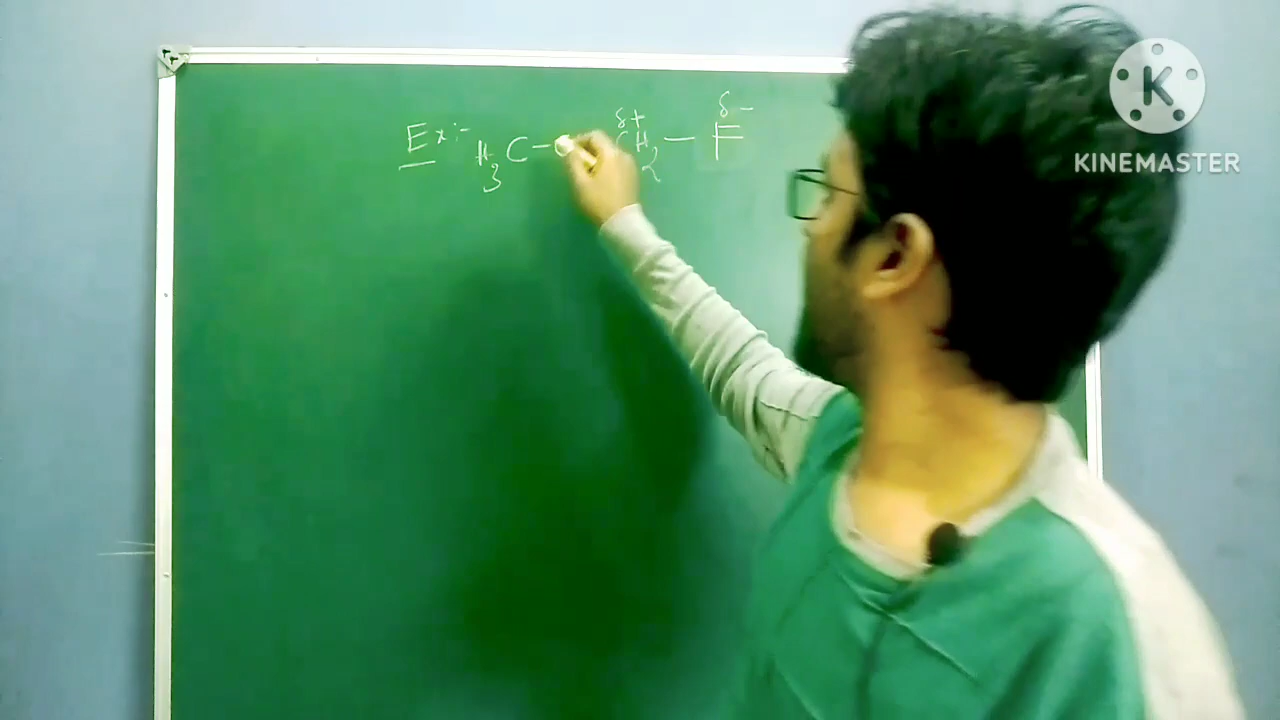 δ+ δ-
Ex:- H3C-C CH2-F
K
KINEMASTER